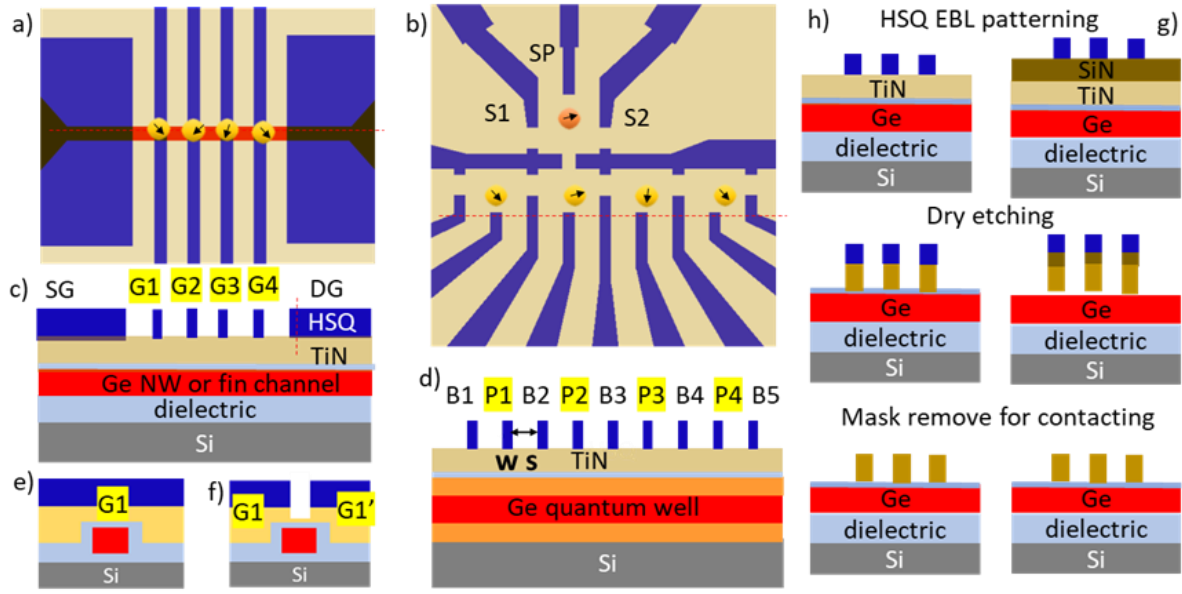 a)
b)
SP
S1
S2
c)
SG
G1
G2
G3
G4
DG
HSQ
TiN
Ge NW or fin channel
dielectric
Si
d)
B1
P1
B2
P2
B3
P3
B4
P4
B5
W S
TiN
Ge quantum well
Si
e)
G1
Si
f)
G1
G1’
Si
h)
HSQ EBL patterning
g)
TiN
Ge
dielectric
Si
SiN
TiN
Ge
dielectric
Si
Dry etching
Ge
dielectric
Si
Ge
dielectric
Si
Mask remove for contacting
Ge
dielectric
Si
Ge
dielectric
Si